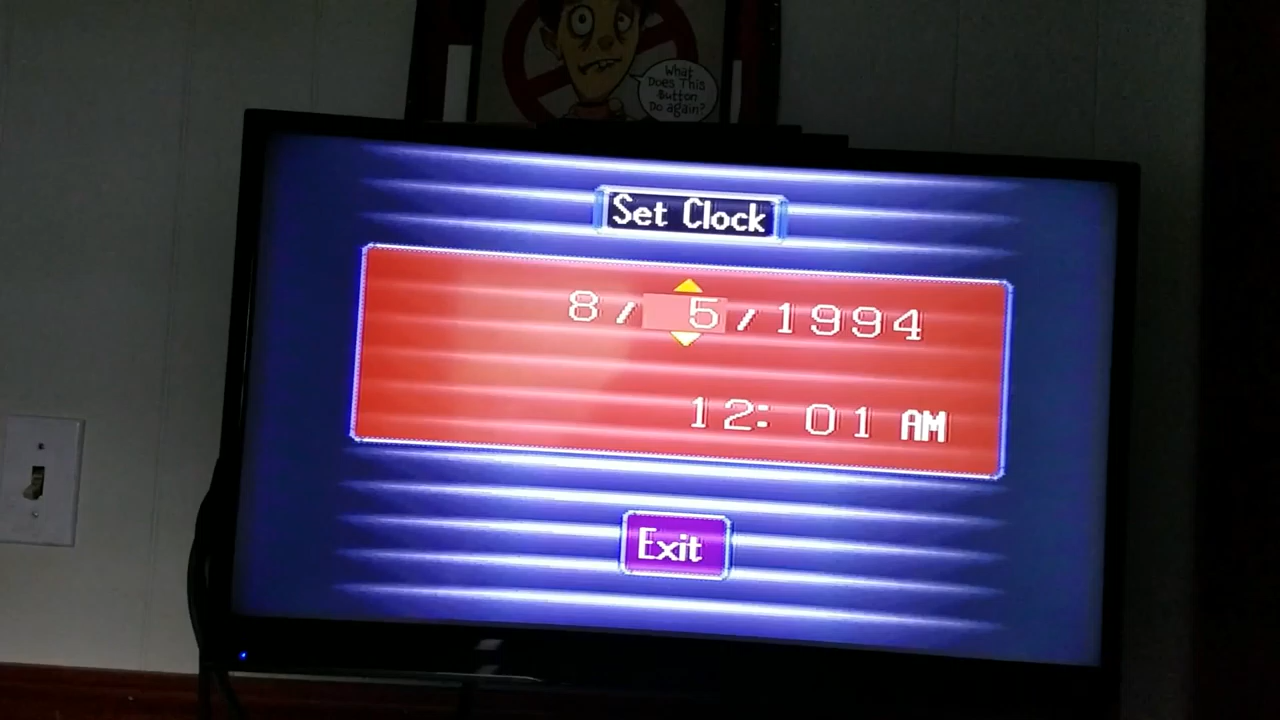 What
Does This
Button
Do again?
Set Clock
8/ 5/1994
12: 01 AM
Exit